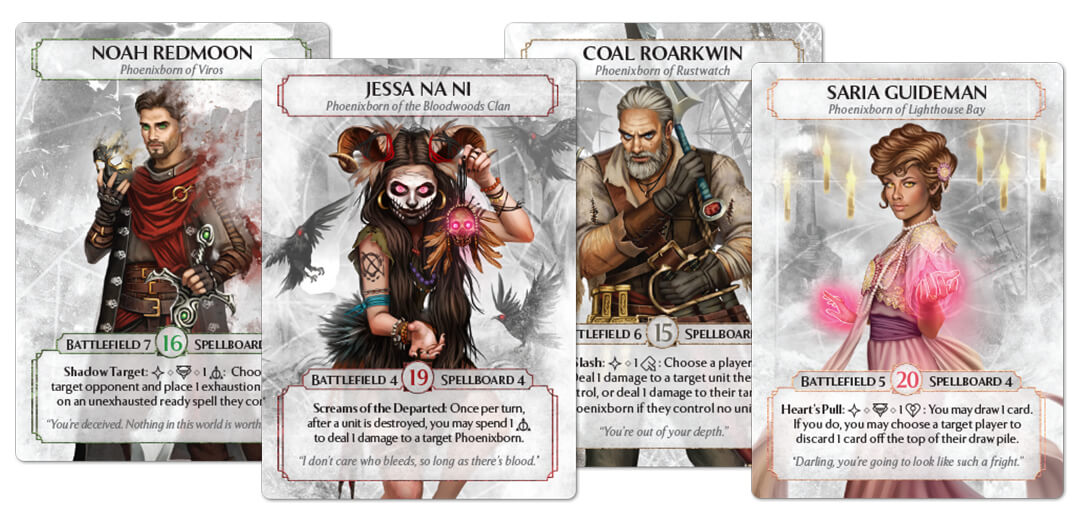 NOAH REDMOON
Phoenixborn of Viros
BATTLEFIELD 7 16 SPELLBOAR
Shadow Target: 1 : Choo
target opponent and place 1 exhaustion
on an unexhausted ready spell they co
"You're deceived. Nothing in this world is worth
JESSA NA NI
Phoenixborn of the Bloodwoods Clan
BATTLEFIELD 4 19 SPELLBOARD 4
Screams of the Departed: Once per turn,
after a unit is destroyed, you may spend 1
to deal 1 damage to a target Phoenixborn.
"I don't care who bleeds, so long as there's blood."
COAL ROARKWIN
Phoenixborn of Rustwatch
TLEFIELD 6 15 SPELLBOAR
Slash: 1 : Choose a player
Deal 1 damage to a target unit the
trol, or deal 1 damage to their tar
oenixborn if they control no uni
"You're out of your depth."
SARIA GUIDEMAN
Phoenixborn of Lighthouse Bay
BATTLEFIELD 5 20 SPELLBOARD 4
Heart's Pull: 1 : You may draw 1 card.
If you do, you may choose a target player to
discard 1 card off the top of their draw pile.
"Darling, you're going to look like such a fright."